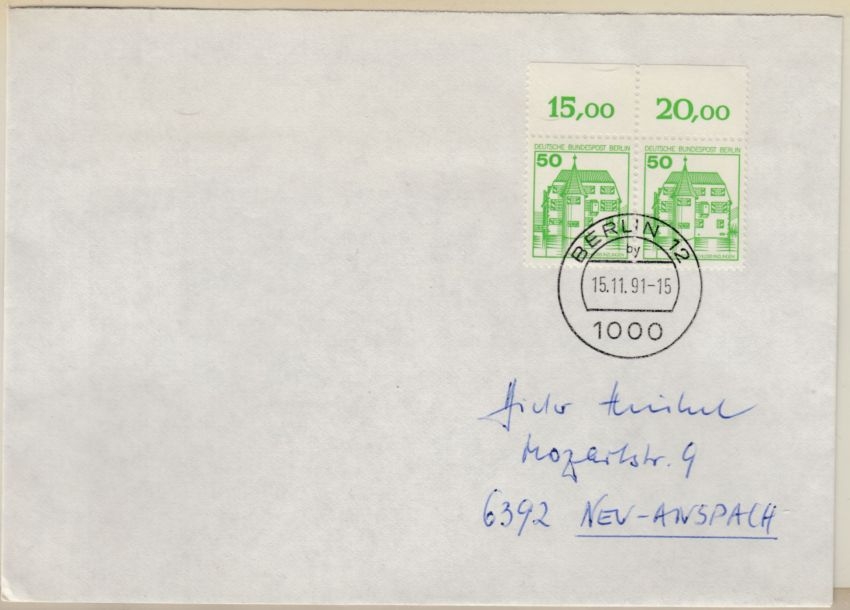 15,00 20,00
DEUTSCHE BUNDESPOST BERLIN DEUTSCHE BUNDESPOST BERLIN
50 50
BERLIN 12
by
15.11.91-15
1000
Mozartstr. 9
6392 NEU-ANSPACH